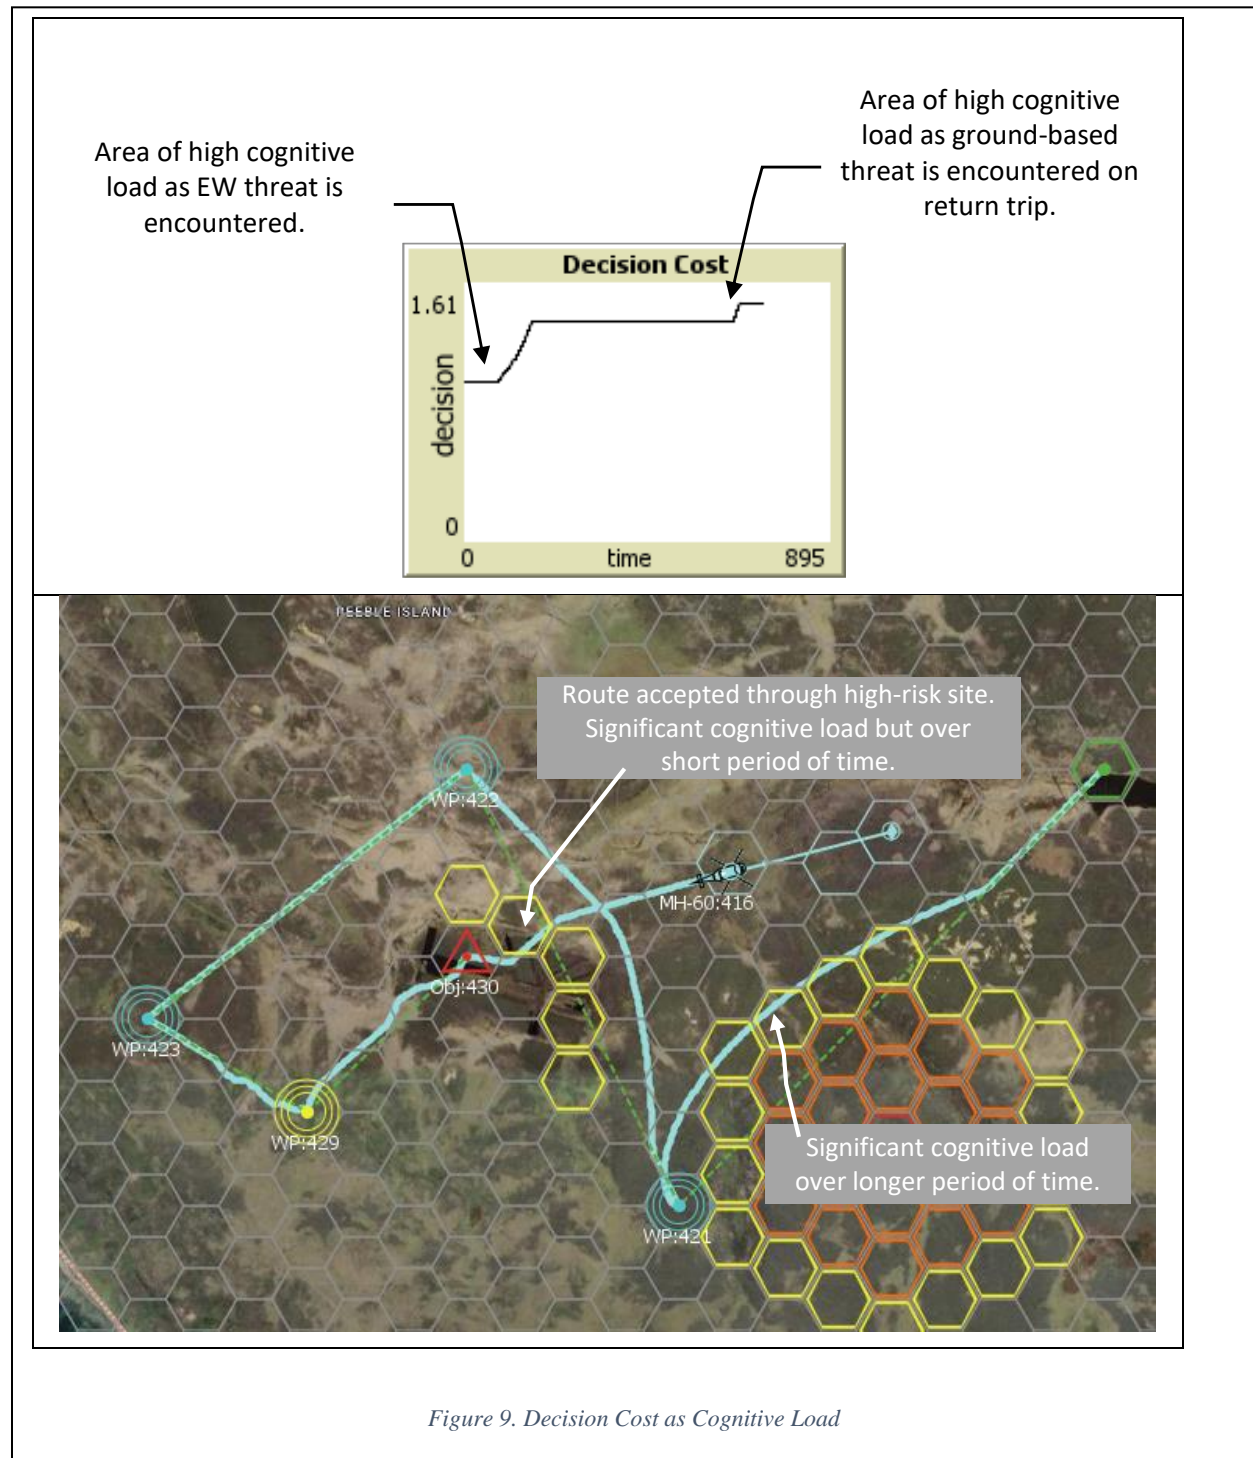 Area of high cognitive
load as EW threat is
encountered.
Area of high cognitive
load as ground-based
threat is encountered on
return trip.
Decision Cost
1.61
decision
0
0
time
895
PEEBLE ISLAND
Route accepted through high-risk site.
Significant cognitive load but over
short period of time.
WP:422
MH-60:416
Obj:430
WP:423
WP:429
Significant cognitive load
over longer period of time.
WP:421
Figure 9. Decision Cost as Cognitive Load